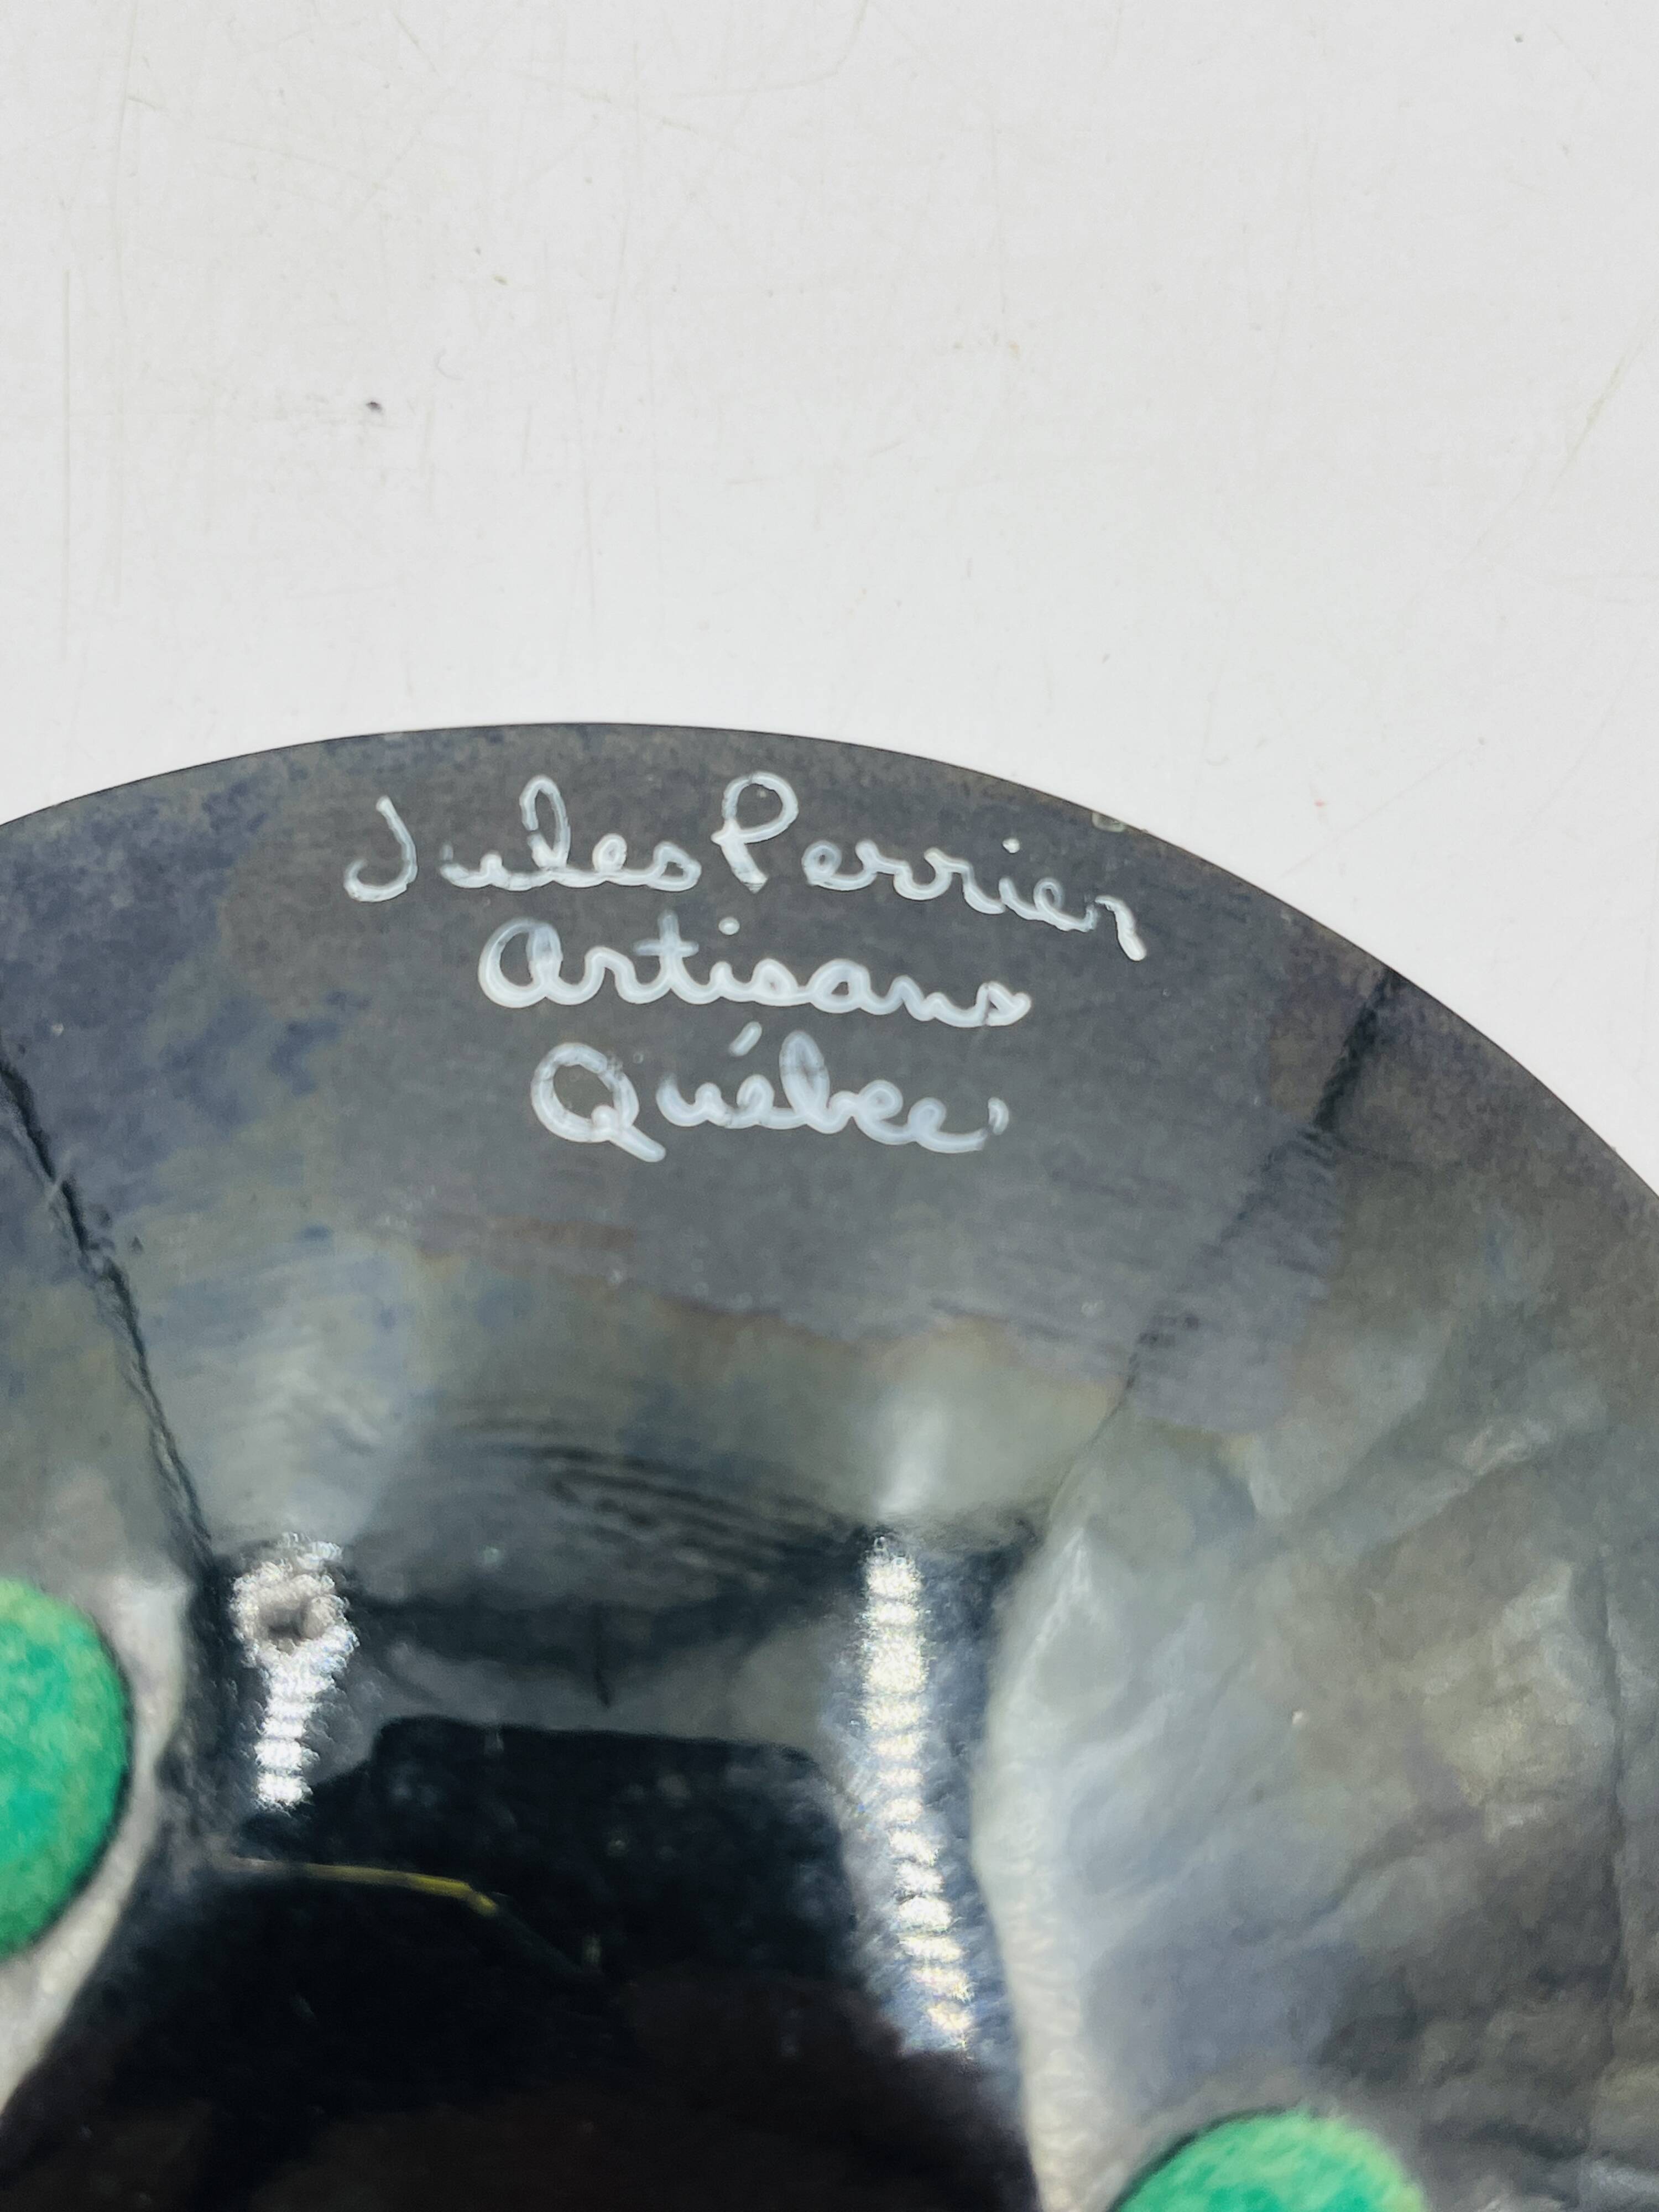 Jules Perrier
Artisans
Québec